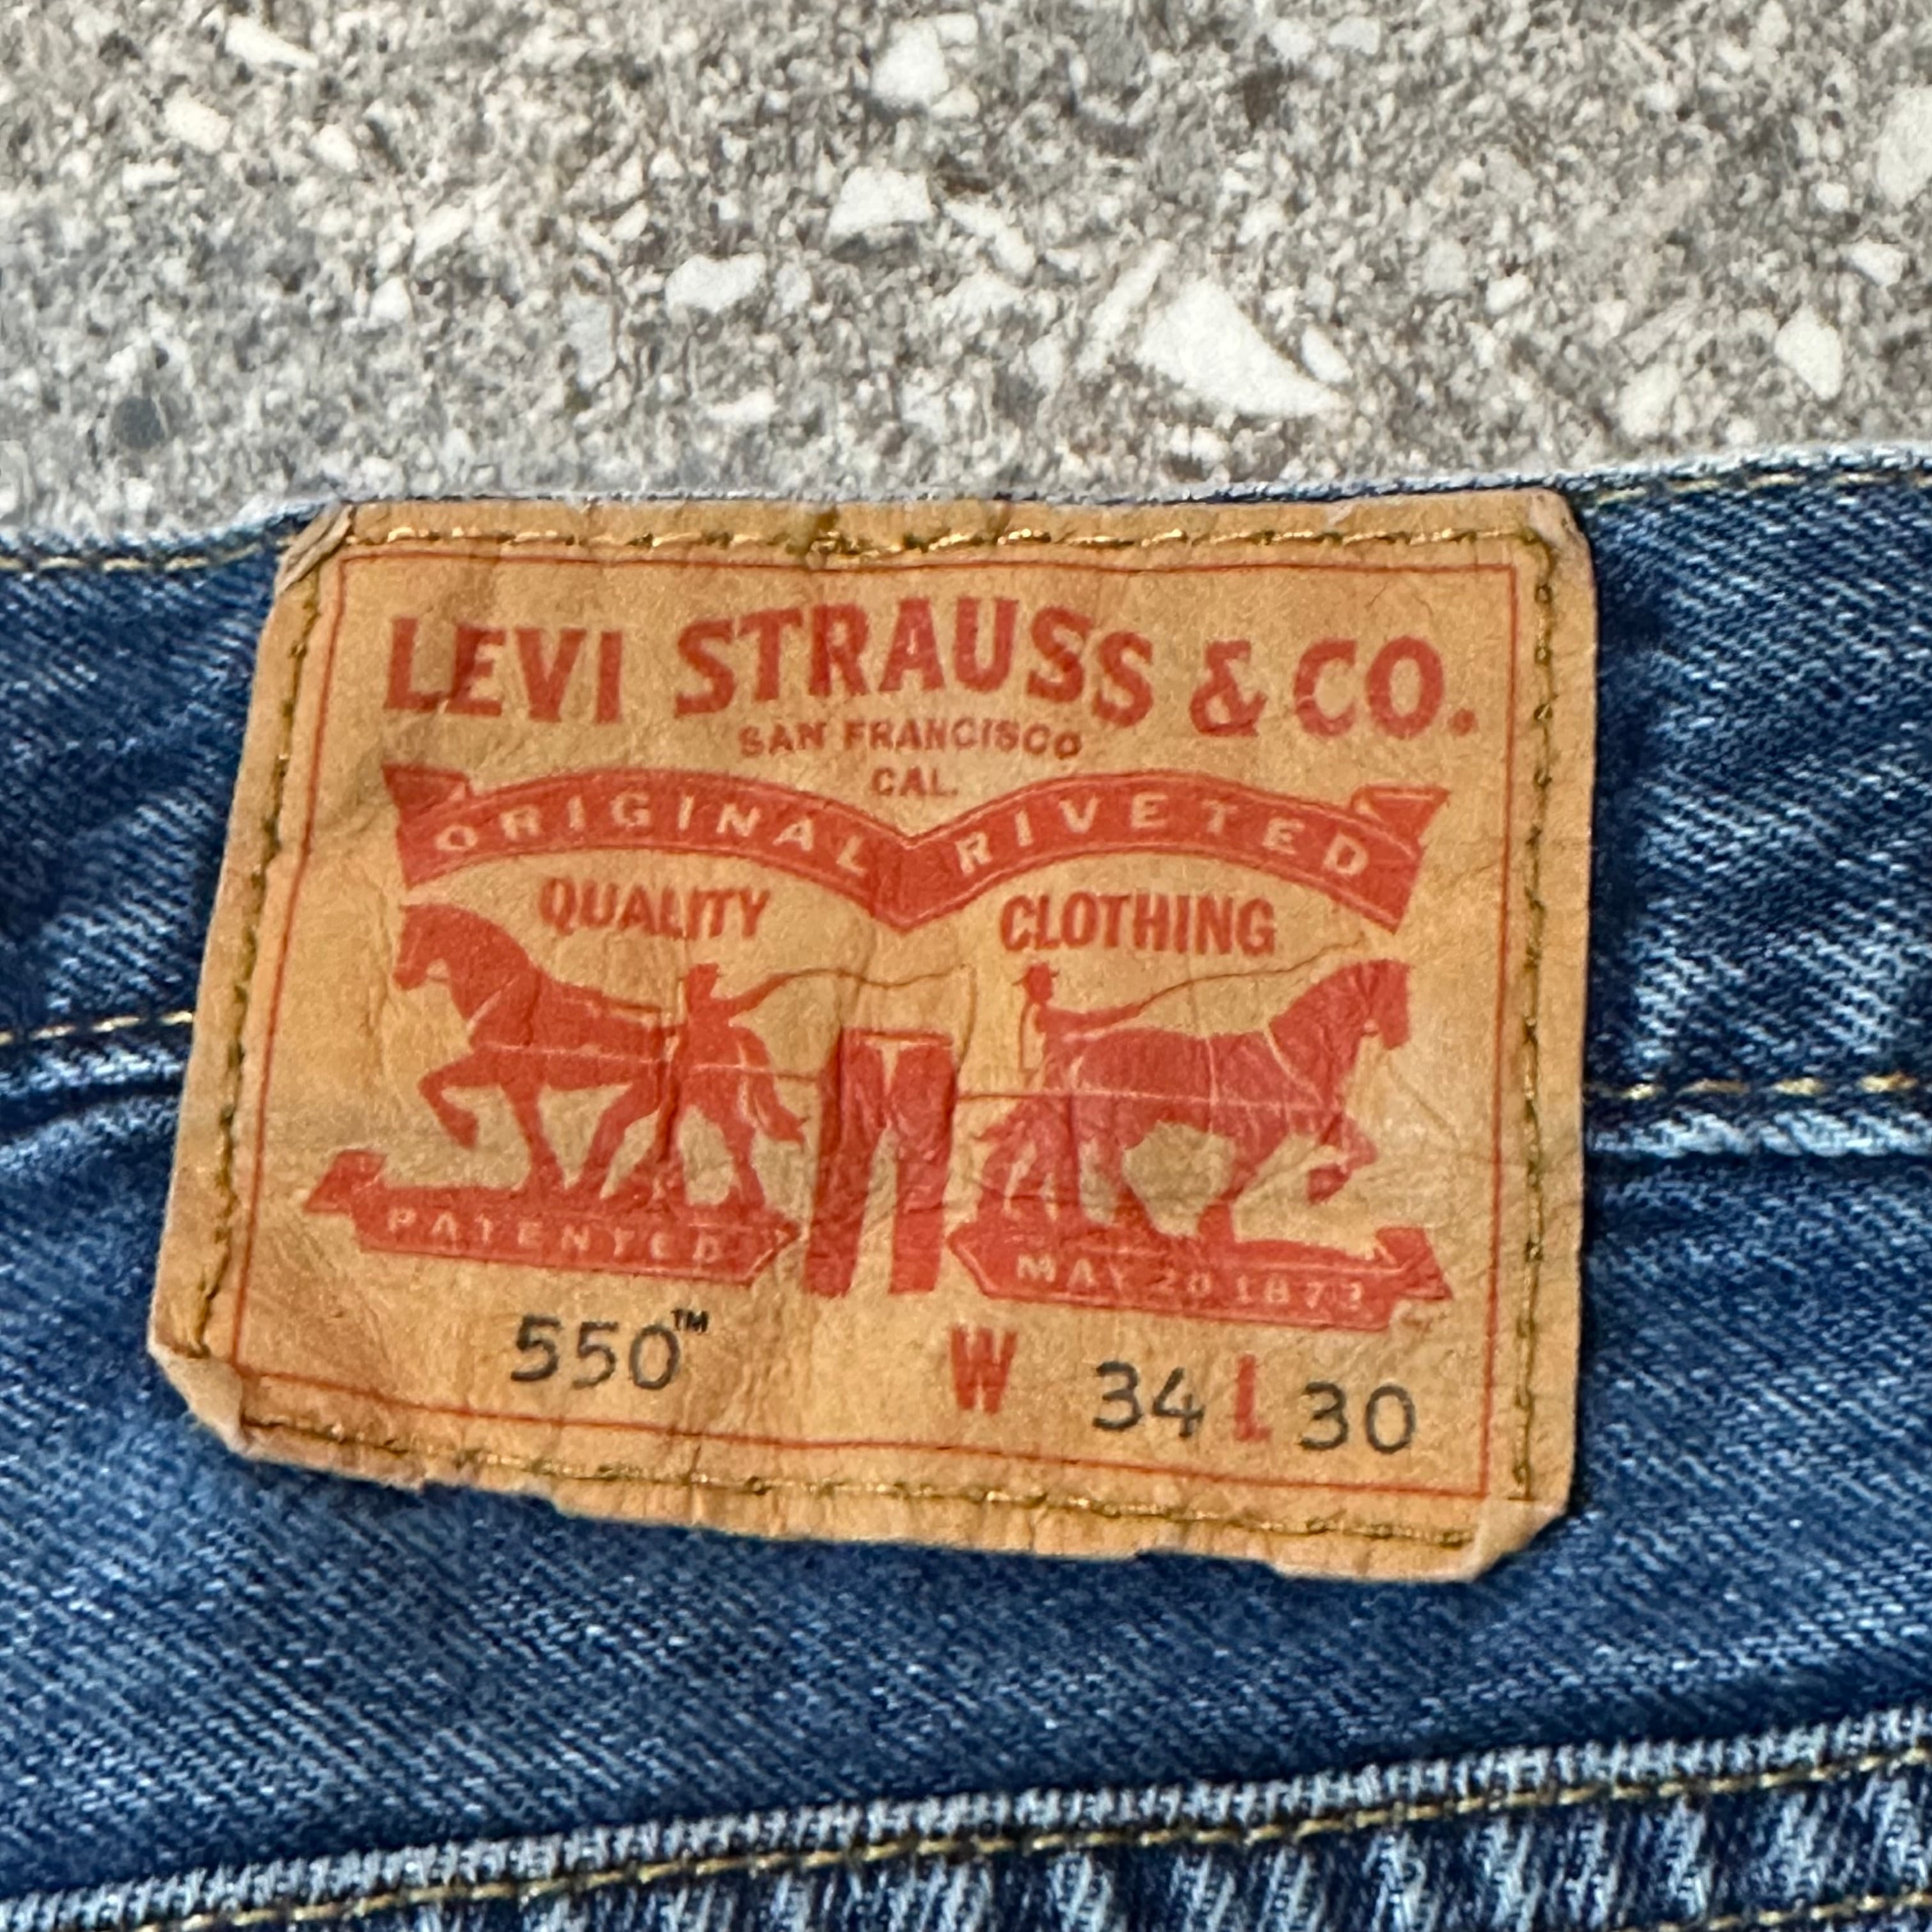 LEVI STRAUSS & CO.
SAN FRANCISCO
CAL.
ORIGINAL RIVETED
QUALITY CLOTHING
PATENTED MAY 20 1873
550™ W 34 L 30